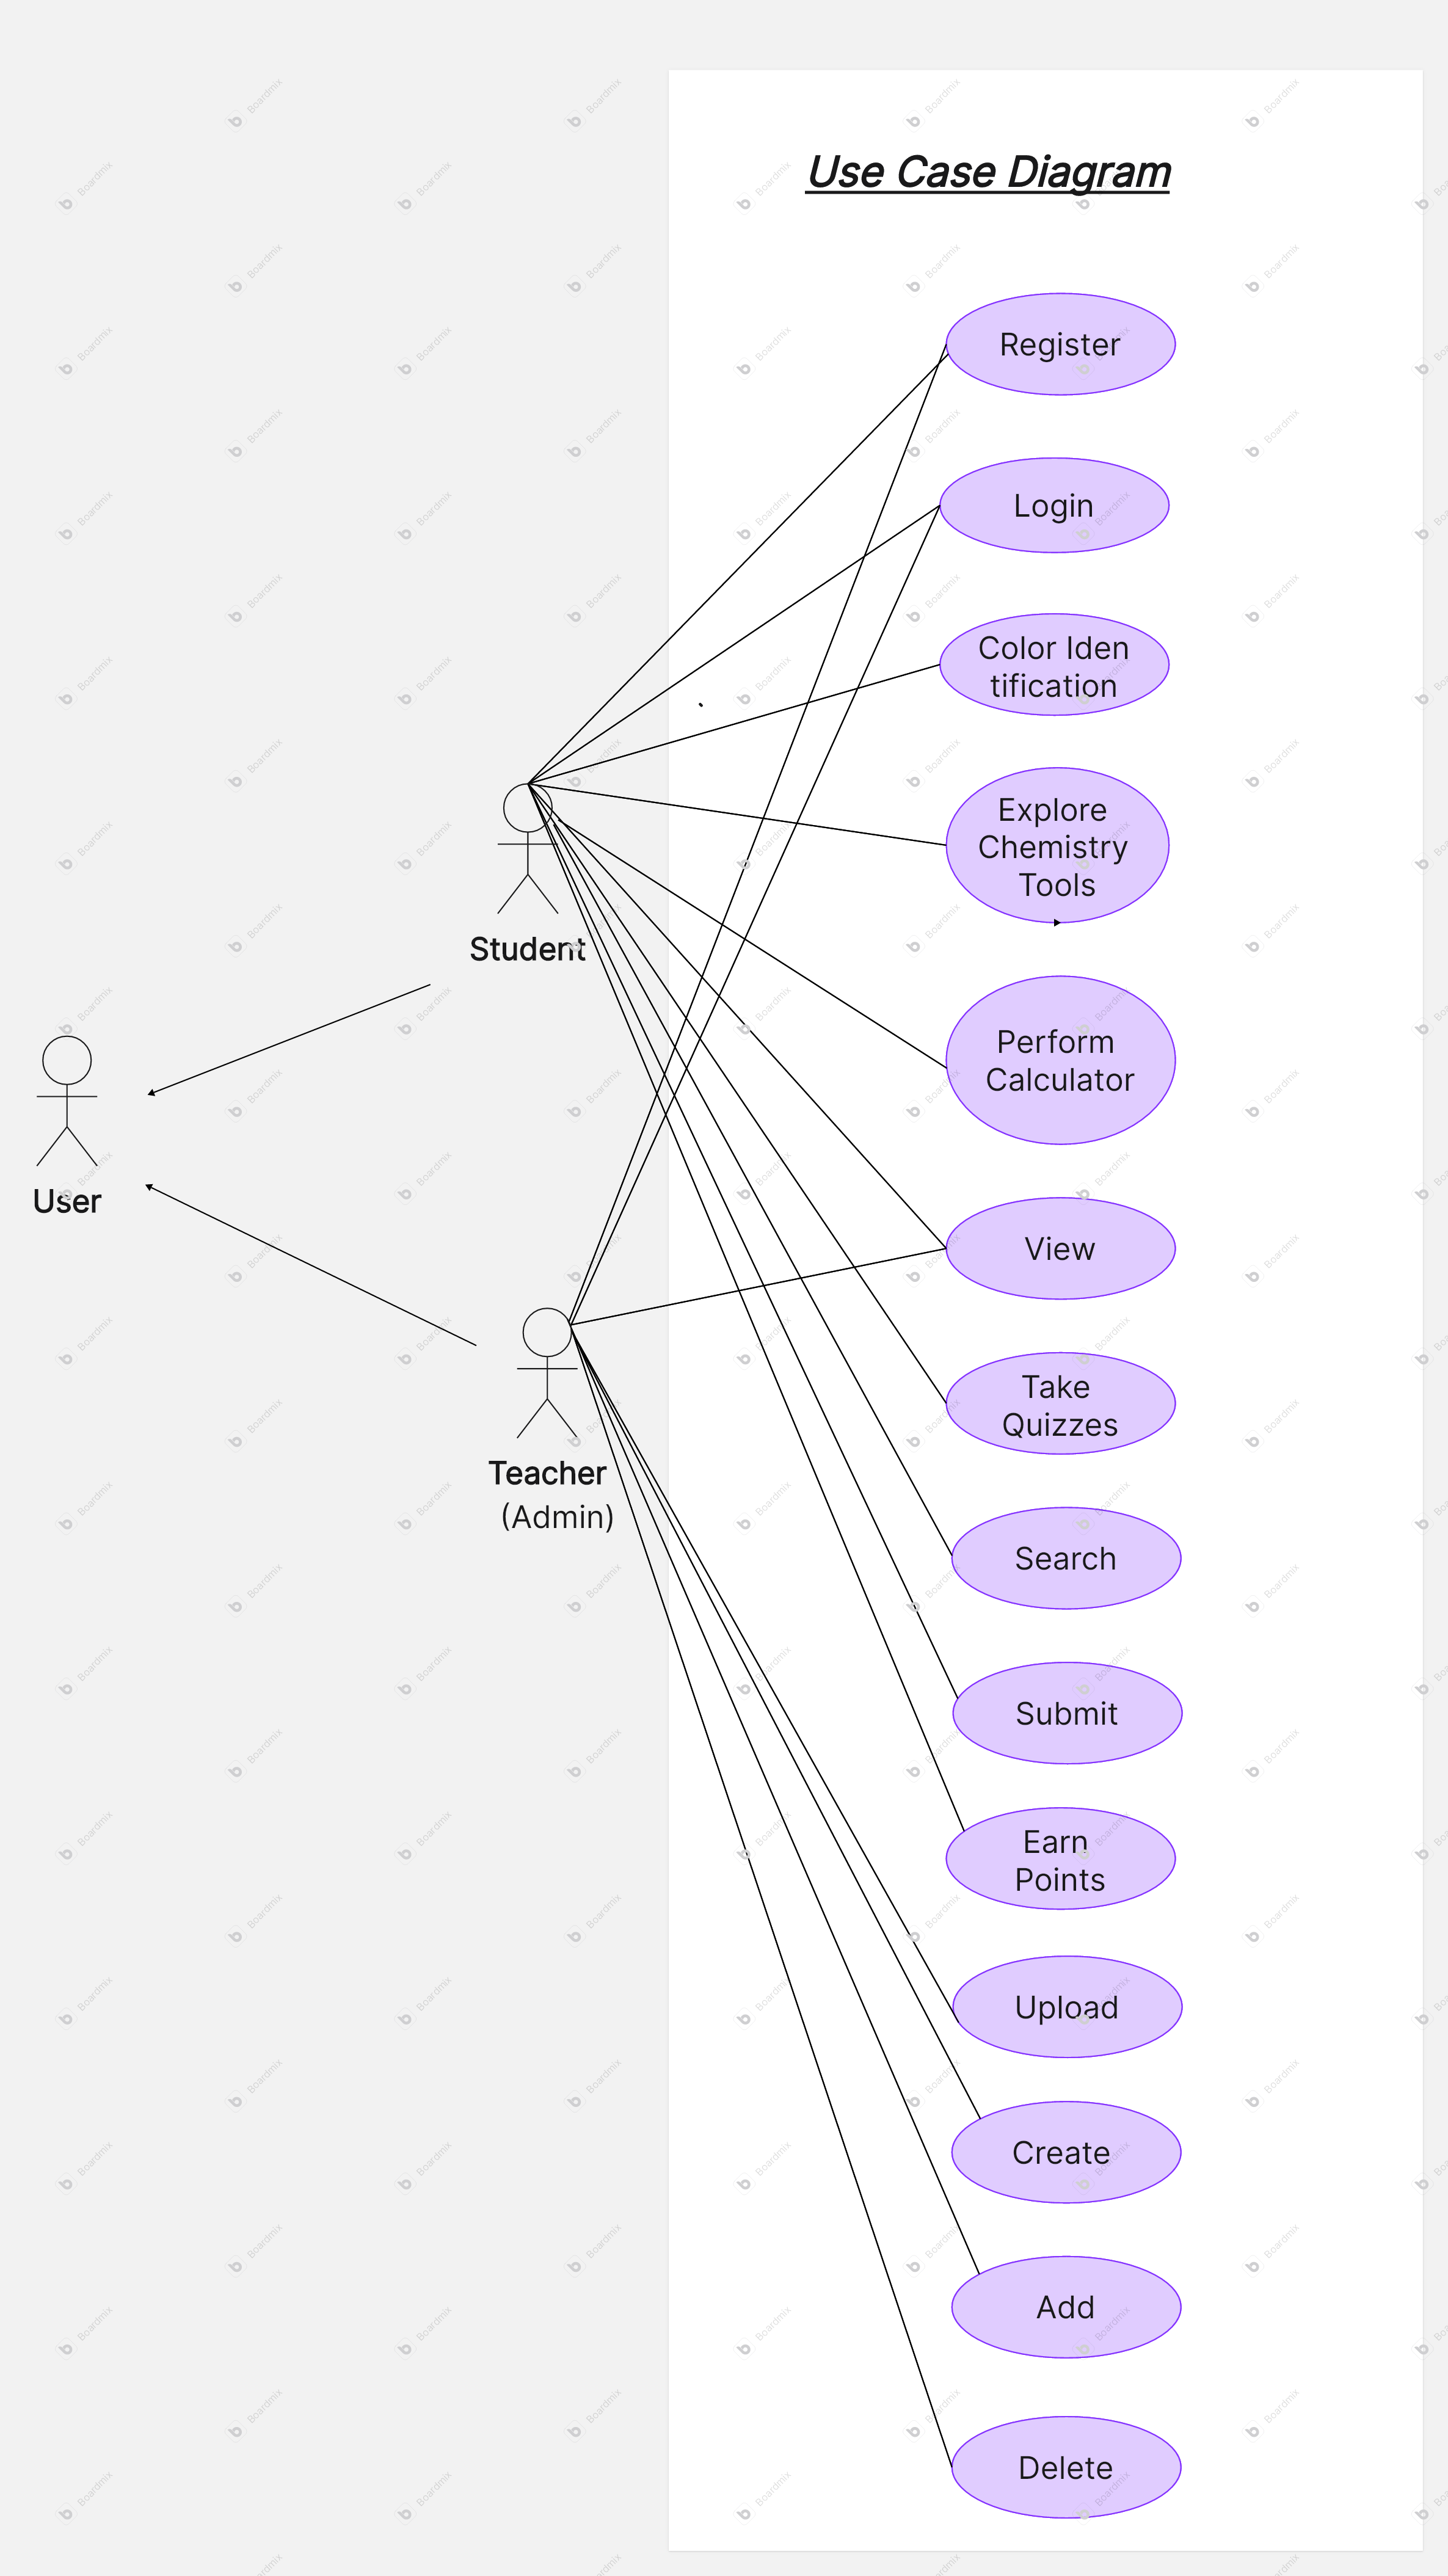 Use Case Diagram
Register
Login
Color Iden
tification
Explore
Chemistry
Tools
Student
Perform
Calculator
User
View
Take
Quizzes
Teacher
(Admin)
Search
Submit
Earn
Points
Upload
Create
Add
Delete
Boardmix